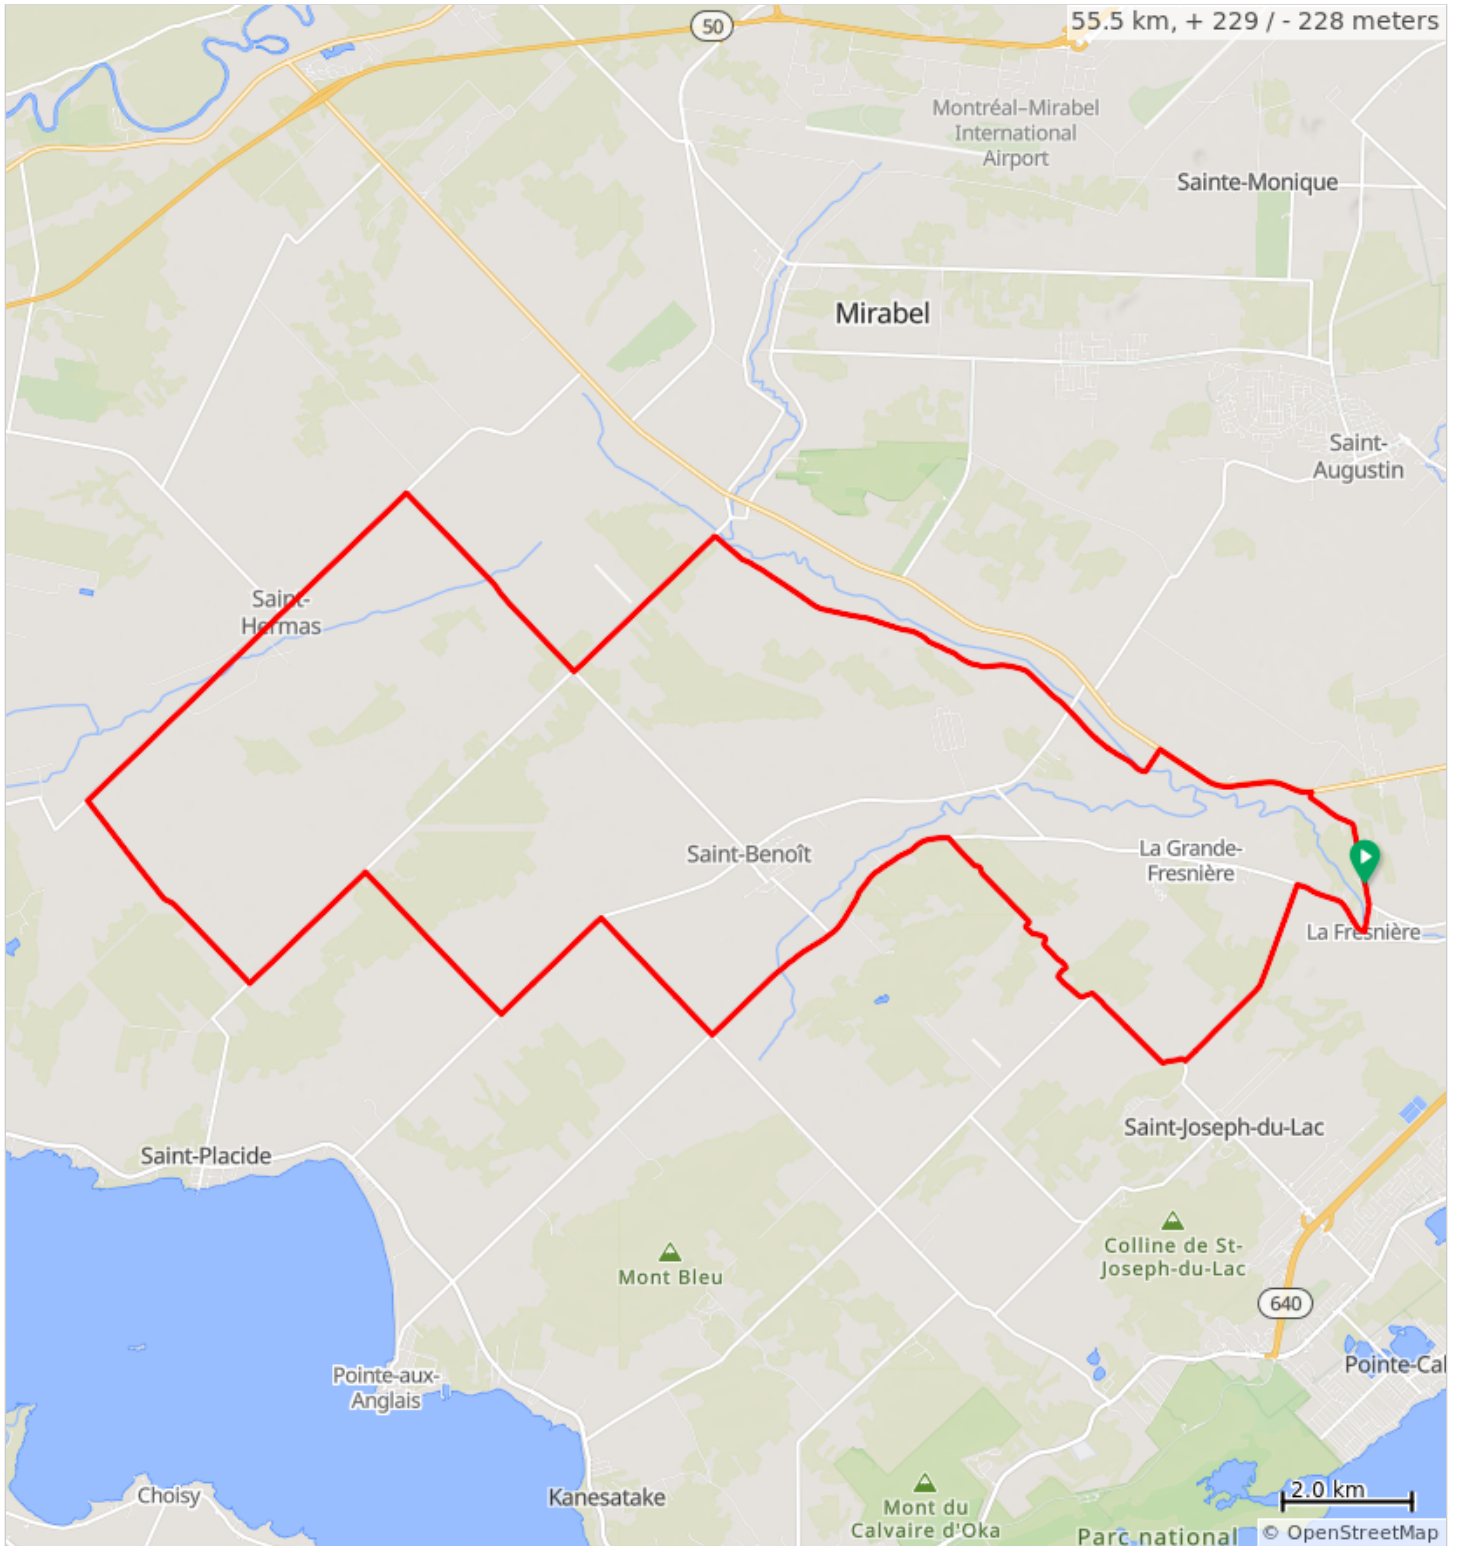 55.5 km, + 229 / - 228 meters
50
Montréal–Mirabel
International
Airport
Sainte-Monique
Mirabel
Saint-
Augustin
Saint-
Hermas
Saint-Benoît
La Grande-
Fresnière
La Fresnière
Saint-Joseph-du-Lac
Saint-Placide
Colline de St-
Joseph-du-Lac
Mont Bleu
640
Pointe-aux-
Anglais
Pointe-Cal
Choisy
Kanesatake
Mont du
Calvaire d'Oka
2.0 km
Parc national
© OpenStreetMap